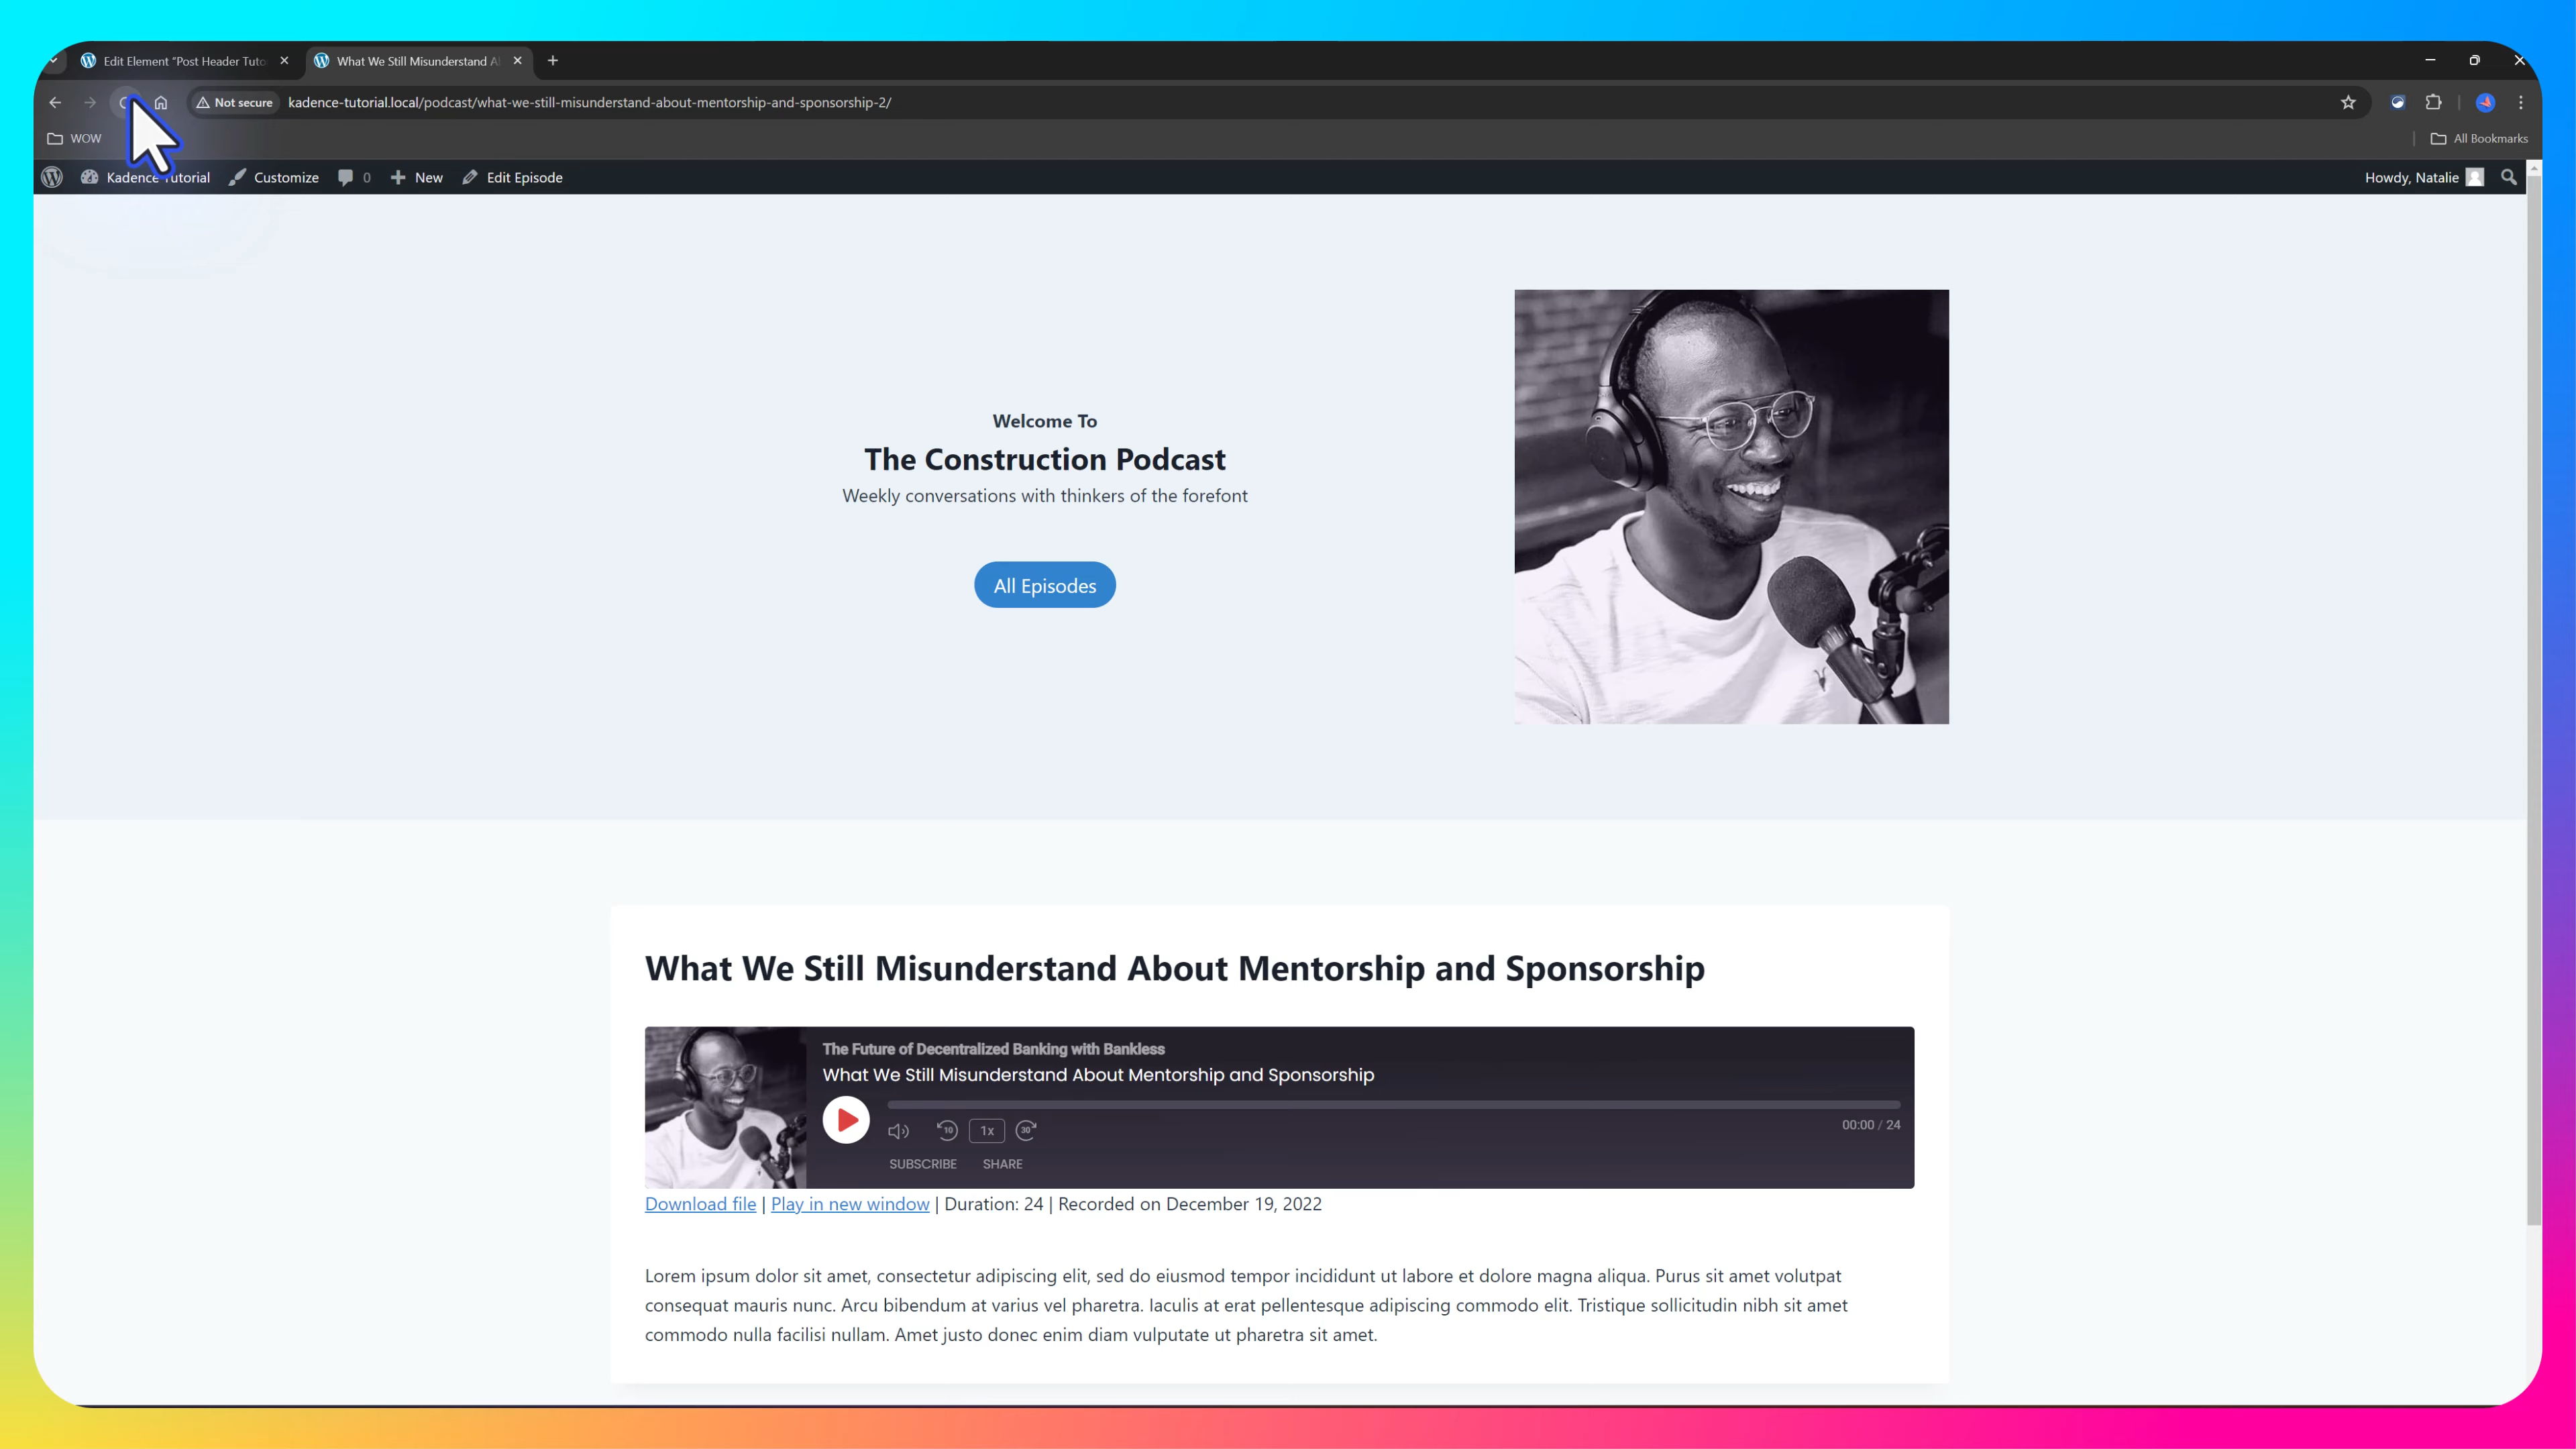 Edit Element "Post Header Tuto
What We Still Misunderstand A
Not secure kadence-tutorial.local/podcast/what-we-still-misunderstand-about-mentorship-and-sponsorship-2/
WOW
All Bookmarks
Kadence Tutorial Customize 0 New Edit Episode Howdy, Natalie
Welcome To
The Construction Podcast
Weekly conversations with thinkers of the forefont
All Episodes
What We Still Misunderstand About Mentorship and Sponsorship
The Future of Decentralized Banking with Bankless
What We Still Misunderstand About Mentorship and Sponsorship
10 1x 30
00:00 / 24
SUBSCRIBE SHARE
Download file | Play in new window | Duration: 24 | Recorded on December 19, 2022
Lorem ipsum dolor sit amet, consectetur adipiscing elit, sed do eiusmod tempor incididunt ut labore et dolore magna aliqua. Purus sit amet volutpat
consequat mauris nunc. Arcu bibendum at varius vel pharetra. Iaculis at erat pellentesque adipiscing commodo elit. Tristique sollicitudin nibh sit amet
commodo nulla facilisi nullam. Amet justo donec enim diam vulputate ut pharetra sit amet.